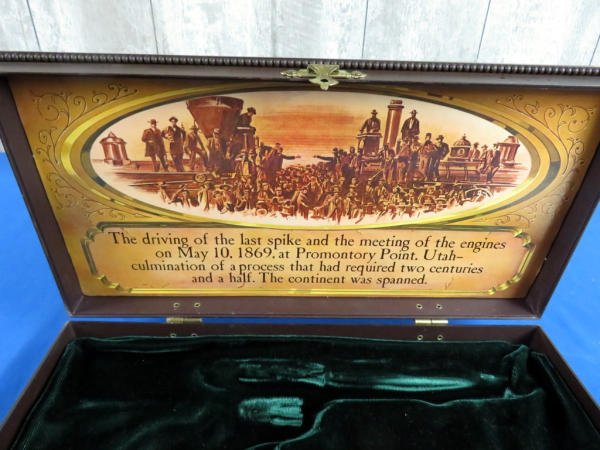 The driving of the last spike and the meeting of the engines
on May 10, 1869, at Promontory Point, Utah-
culmination of a process that had required two centuries
and a half. The continent was spanned.